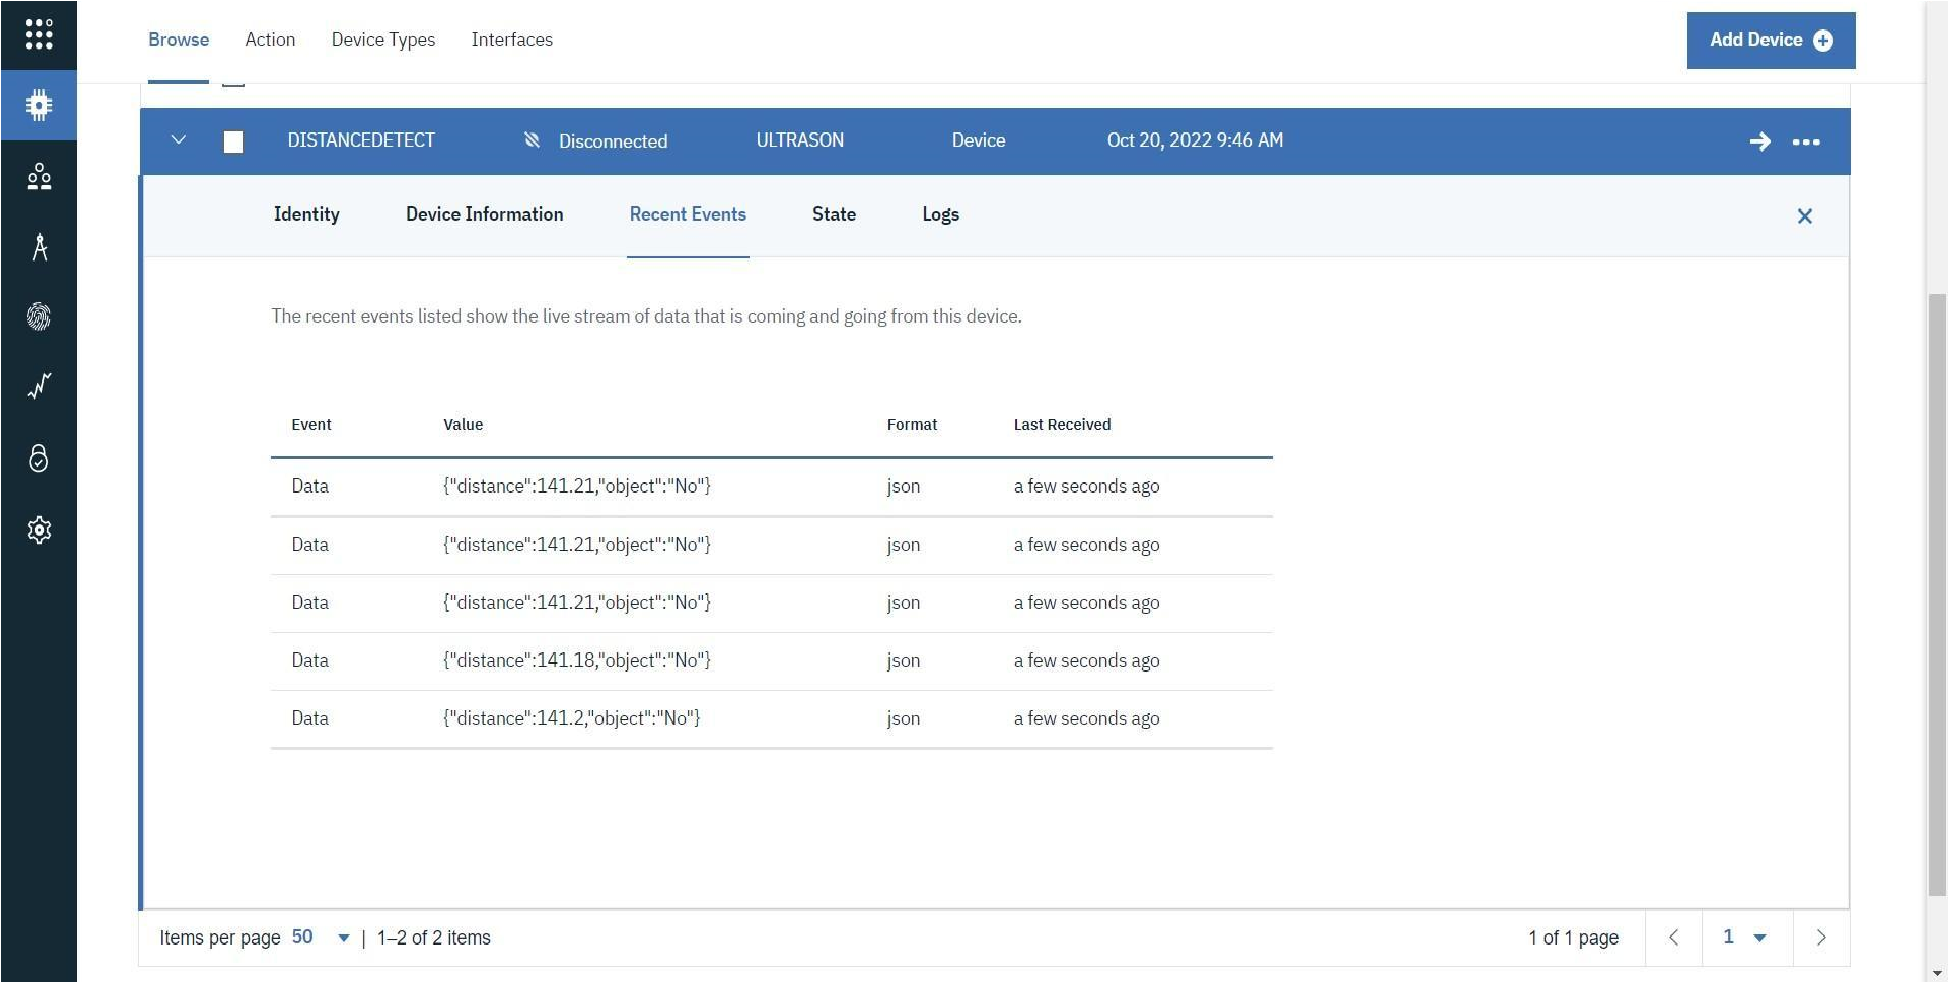 Browse Action Device Types Interfaces Add Device
DISTANCEDETECT Disconnected ULTRASON Device Oct 20, 2022 9:46 AM
Identity Device Information Recent Events State Logs
The recent events listed show the live stream of data that is coming and going from this device.
Event Value Format Last Received
Data {"distance":141.21,"object":"No"} json a few seconds ago
Data {"distance":141.21,"object":"No"} json a few seconds ago
Data {"distance":141.21,"object":"No"} json a few seconds ago
Data {"distance":141.18,"object":"No"} json a few seconds ago
Data {"distance":141.2,"object":"No"} json a few seconds ago
Items per page 50 | 1–2 of 2 items 1 of 1 page 1